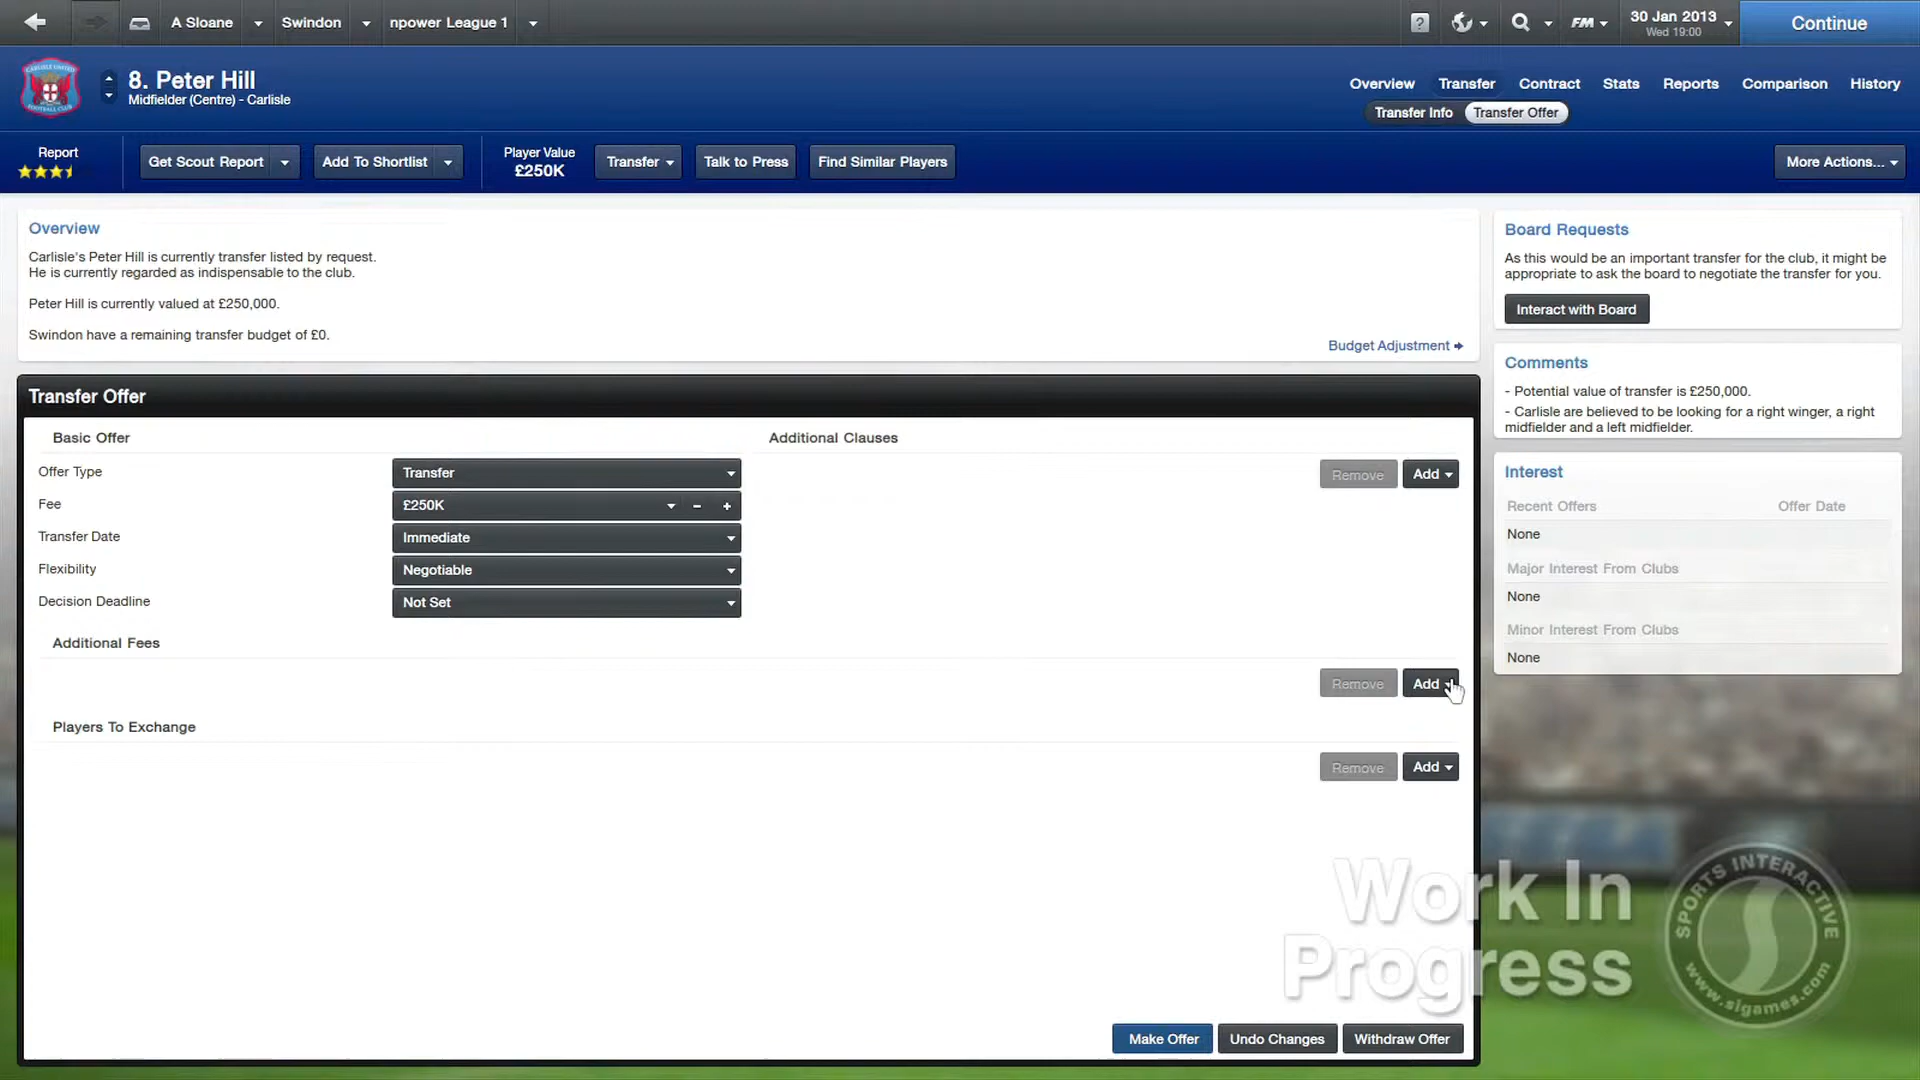 A Sloane
Swindon
npower League 1
?
FM
30 Jan 2013
Wed 19:00
Continue
8. Peter Hill
Midfielder (Centre) - Carlisle
Overview
Transfer
Contract
Stats
Reports
Comparison
History
Transfer Info
Transfer Offer
Report
Get Scout Report
Add To Shortlist
Player Value
£250K
Transfer
Talk to Press
Find Similar Players
More Actions...
Overview
Carlisle's Peter Hill is currently transfer listed by request.
He is currently regarded as indispensable to the club.
Peter Hill is currently valued at £250,000.
Swindon have a remaining transfer budget of £0.
Budget Adjustment
Board Requests
As this would be an important transfer for the club, it might be
appropriate to ask the board to negotiate the transfer for you.
Interact with Board
Comments
- Potential value of transfer is £250,000.
- Carlisle are believed to be looking for a right winger, a right
midfielder and a left midfielder.
Interest
Recent Offers
Offer Date
None
Major Interest From Clubs
None
Minor Interest From Clubs
None
Transfer Offer
Basic Offer
Additional Clauses
Offer Type
Transfer
Remove
Add
Fee
£250K
Transfer Date
Immediate
Flexibility
Negotiable
Decision Deadline
Not Set
Additional Fees
Remove
Add
Players To Exchange
Remove
Add
Make Offer
Undo Changes
Withdraw Offer
Work In
Progress
SPORTS INTERACTIVE
www.sigames.com